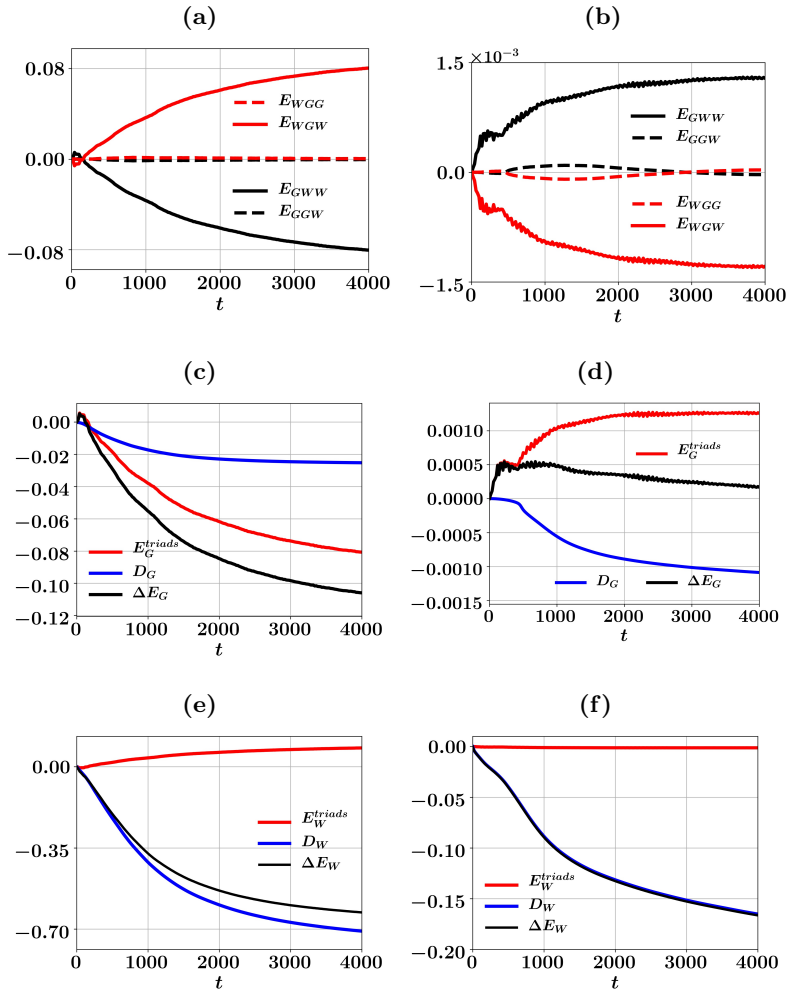 (a)
0.08
0.00
−0.08
E_WGG
E_WGW
E_GWW
E_GGW
0 1000 2000 3000 4000
t
(b)
×10⁻³
1.5
0.0
−1.5
E_GWW
E_GGW
E_WGG
E_WGW
0 1000 2000 3000 4000
t
(c)
0.00
−0.02
−0.04
−0.06
−0.08
−0.10
−0.12
E_G^triads
D_G
ΔE_G
0 1000 2000 3000 4000
t
(d)
0.0010
0.0005
0.0000
−0.0005
−0.0010
−0.0015
E_G^triads
D_G ΔE_G
0 1000 2000 3000 4000
t
(e)
0.00
−0.35
−0.70
E_W^triads
D_W
ΔE_W
0 1000 2000 3000 4000
t
(f)
0.00
−0.05
−0.10
−0.15
−0.20
E_W^triads
D_W
ΔE_W
0 1000 2000 3000 4000
t